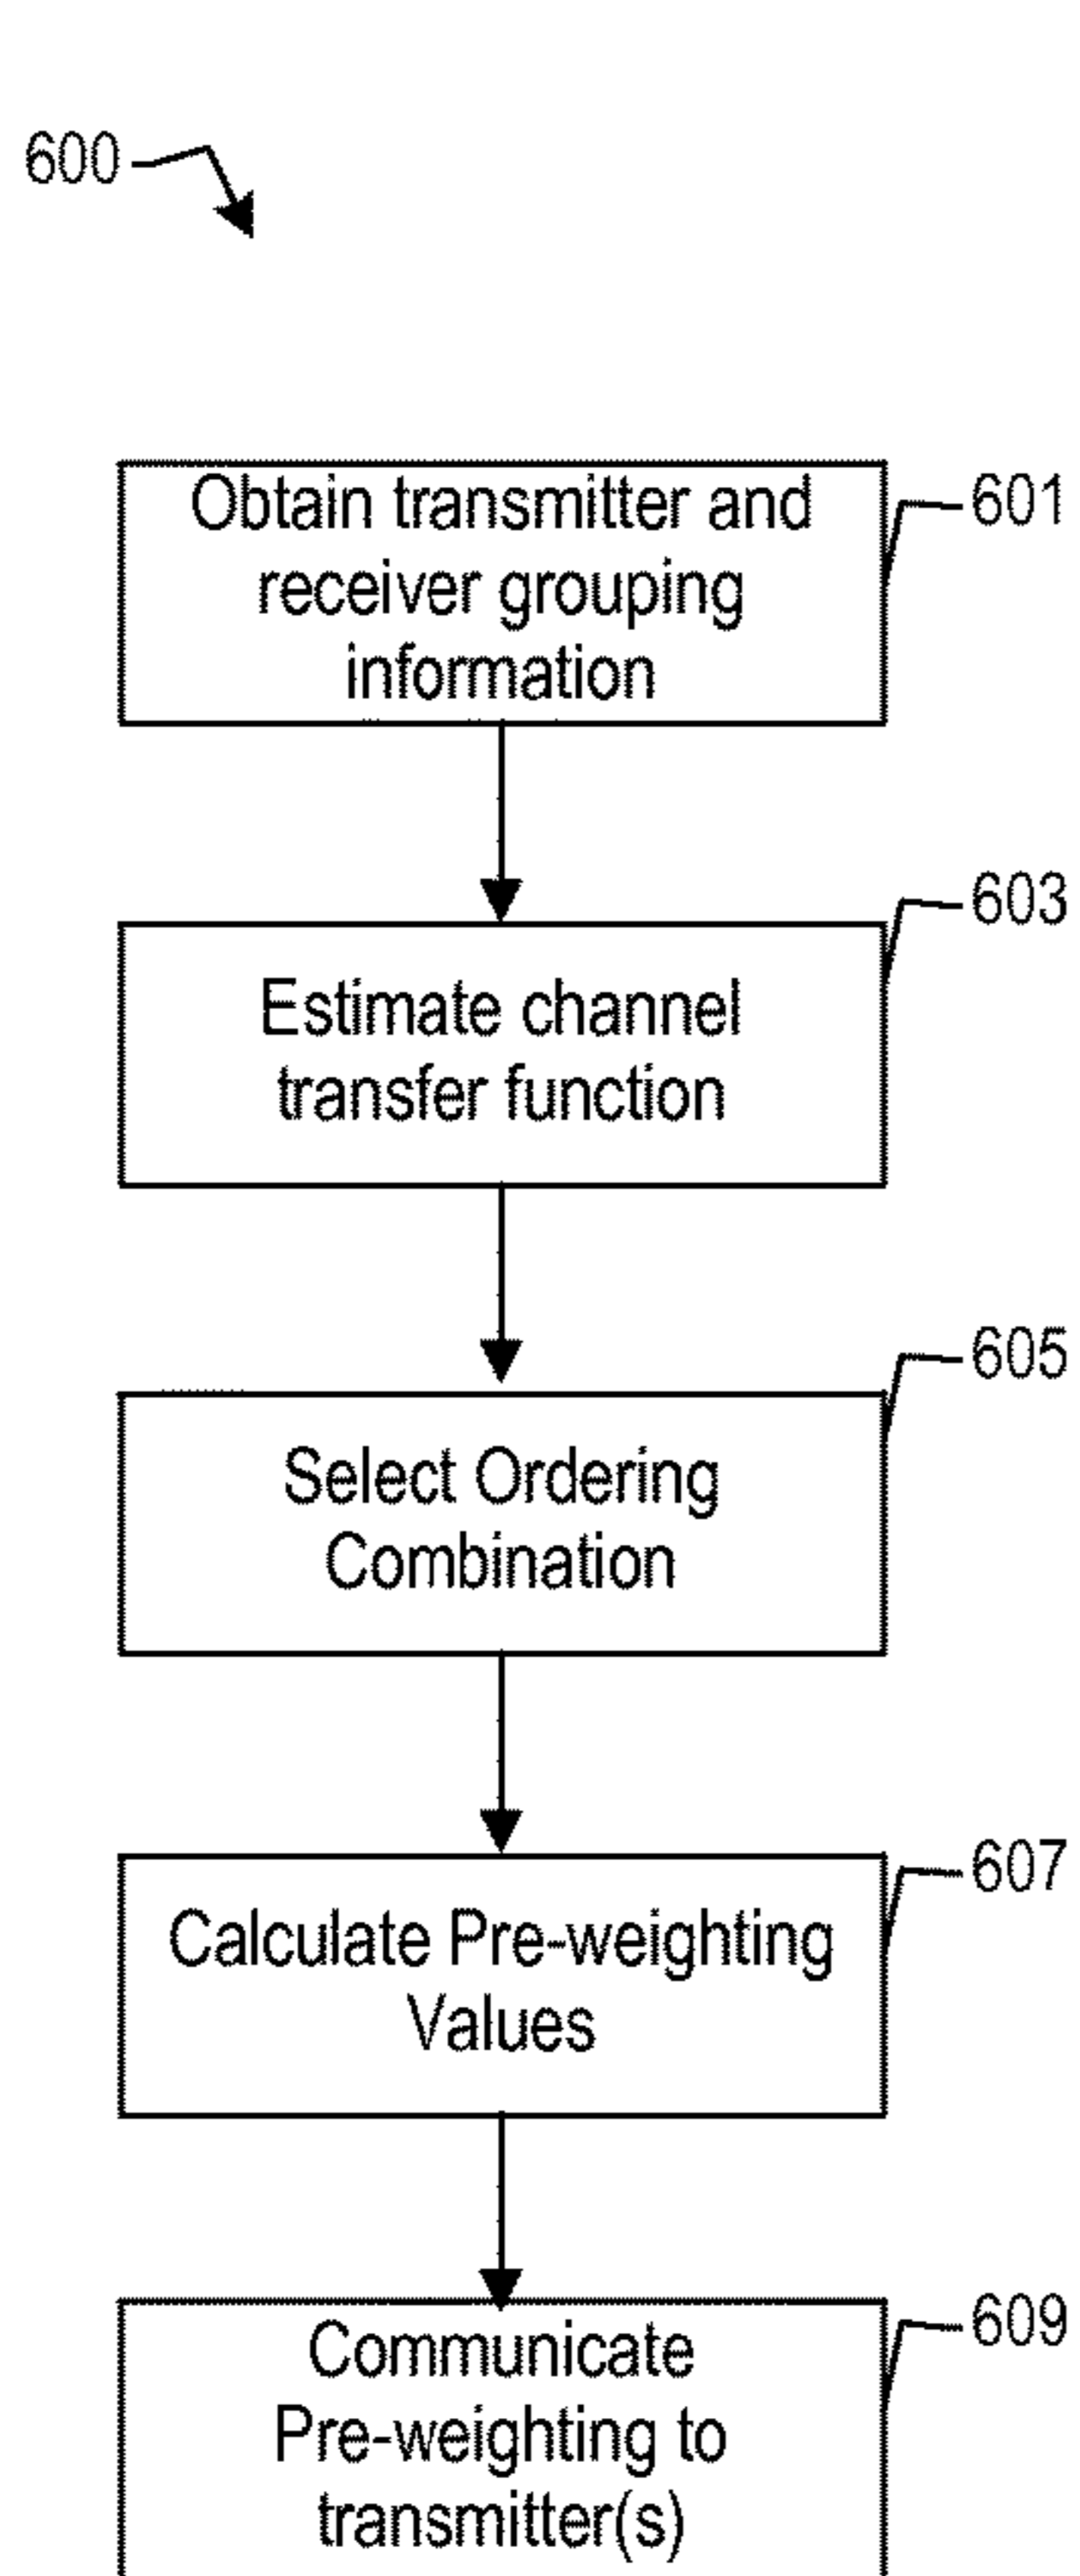 600
Obtain transmitter and
receiver grouping
information
601
Estimate channel
transfer function
603
Select Ordering
Combination
605
Calculate Pre-weighting
Values
607
Communicate
Pre-weighting to
transmitter(s)
609